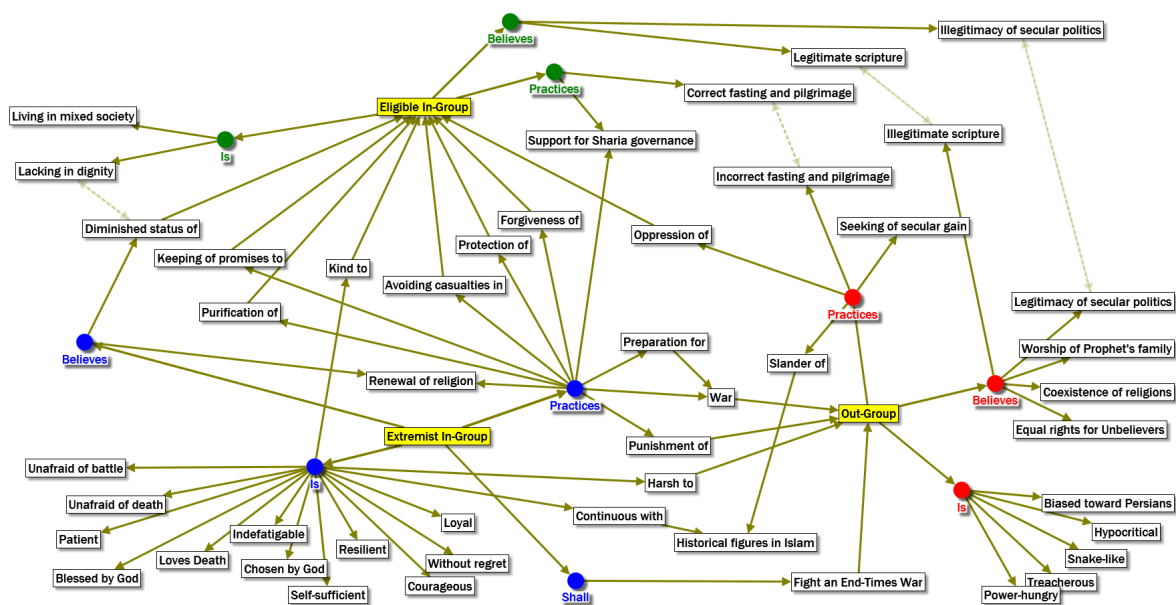 Believes
Illegitimacy of secular politics
Legitimate scripture
Practices
Correct fasting and pilgrimage
Eligible In-Group
Living in mixed society
Illegitimate scripture
Support for Sharia governance
Is
Lacking in dignity
Incorrect fasting and pilgrimage
Forgiveness of
Diminished status of
Seeking of secular gain
Oppression of
Protection of
Keeping of promises to
Kind to
Avoiding casualties in
Legitimacy of secular politics
Purification of
Practices
Preparation for
Believes
Worship of Prophet's family
Slander of
Renewal of religion
Coexistence of religions
Practices
War
Believes
Out-Group
Equal rights for Unbelievers
Extremist In-Group
Punishment of
Unafraid of battle
Is
Harsh to
Unafraid of death
Biased toward Persians
Is
Loyal
Continuous with
Hypocritical
Indefatigable
Patient
Resilient
Historical figures in Islam
Snake-like
Loves Death
Without regret
Chosen by God
Blessed by God
Courageous
Fight an End-Times War
Treacherous
Self-sufficient
Shall
Power-hungry